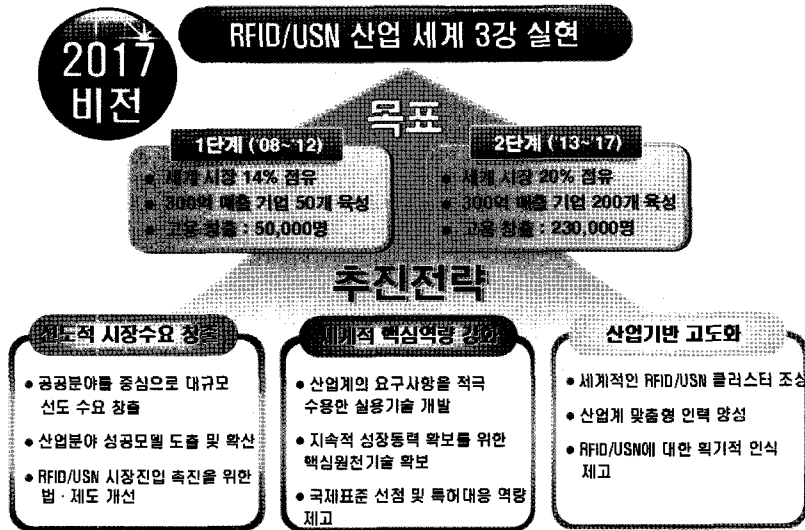 2017
비전
RFID/USN 산업 세계 3강 실현
목표
1단계 ('08~'12)
• 세계 시장 14% 점유
• 300억 매출 기업 50개 육성
• 고용 창출 : 50,000명
2단계 ('13~'17)
• 세계 시장 20% 점유
• 300억 매출 기업 200개 육성
• 고용 창출 : 230,000명
추진전략
선도적 시장수요 창출
• 공공분야를 중심으로 대규모
선도 수요 창출
• 산업분야 성공모델 도출 및 확산
• RFID/USN 시장진입 촉진을 위한
법 · 제도 개선
세계적 핵심역량 강화
• 산업계의 요구사항을 적극
수용한 실용기술 개발
• 지속적 성장동력 확보를 위한
핵심원천기술 확보
• 국제표준 선점 및 특허대응 역량
제고
산업기반 고도화
• 세계적인 RFID/USN 클러스터 조성
• 산업계 맞춤형 인력 양성
• RFID/USN에 대한 획기적 인식
제고